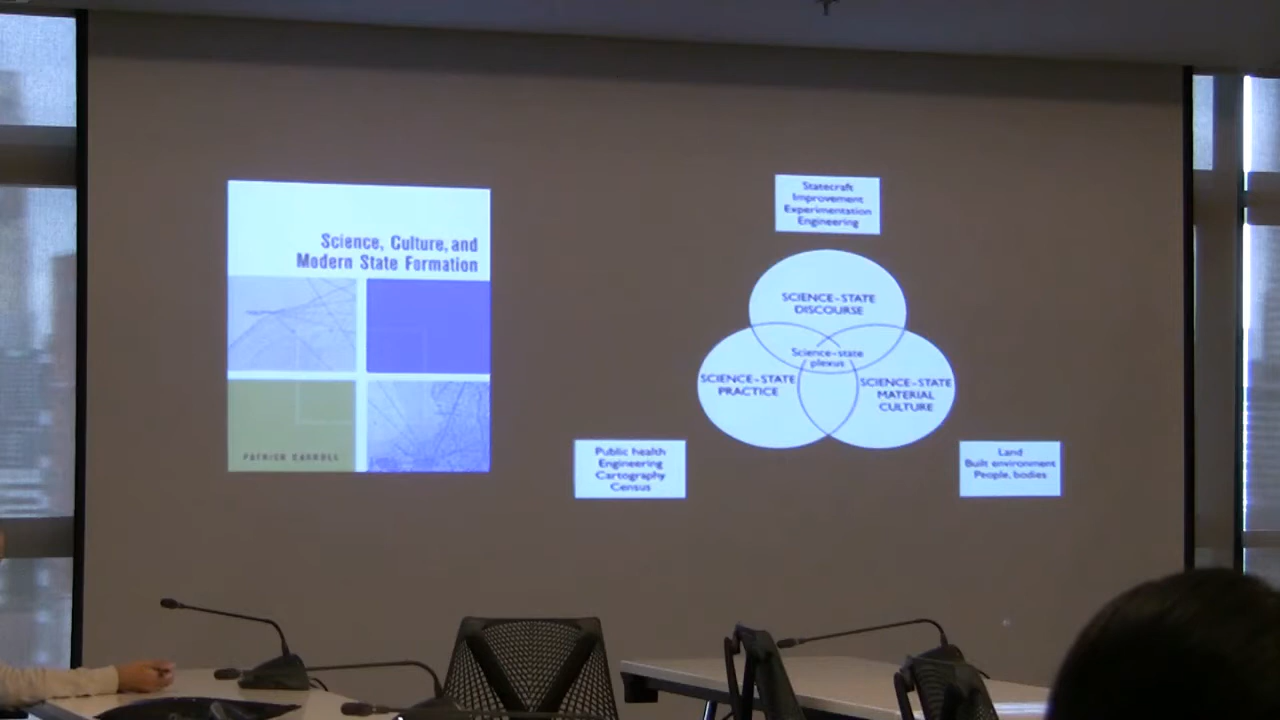 Science, Culture, and
Modern State Formation
PATRICK CARROLL
Statecraft
Improvement
Experimentation
Engineering
SCIENCE-STATE
DISCOURSE
Science-state
plexus
SCIENCE-STATE
PRACTICE
SCIENCE-STATE
MATERIAL
CULTURE
Public health
Engineering
Cartography
Census
Land
Built environment
People, bodies